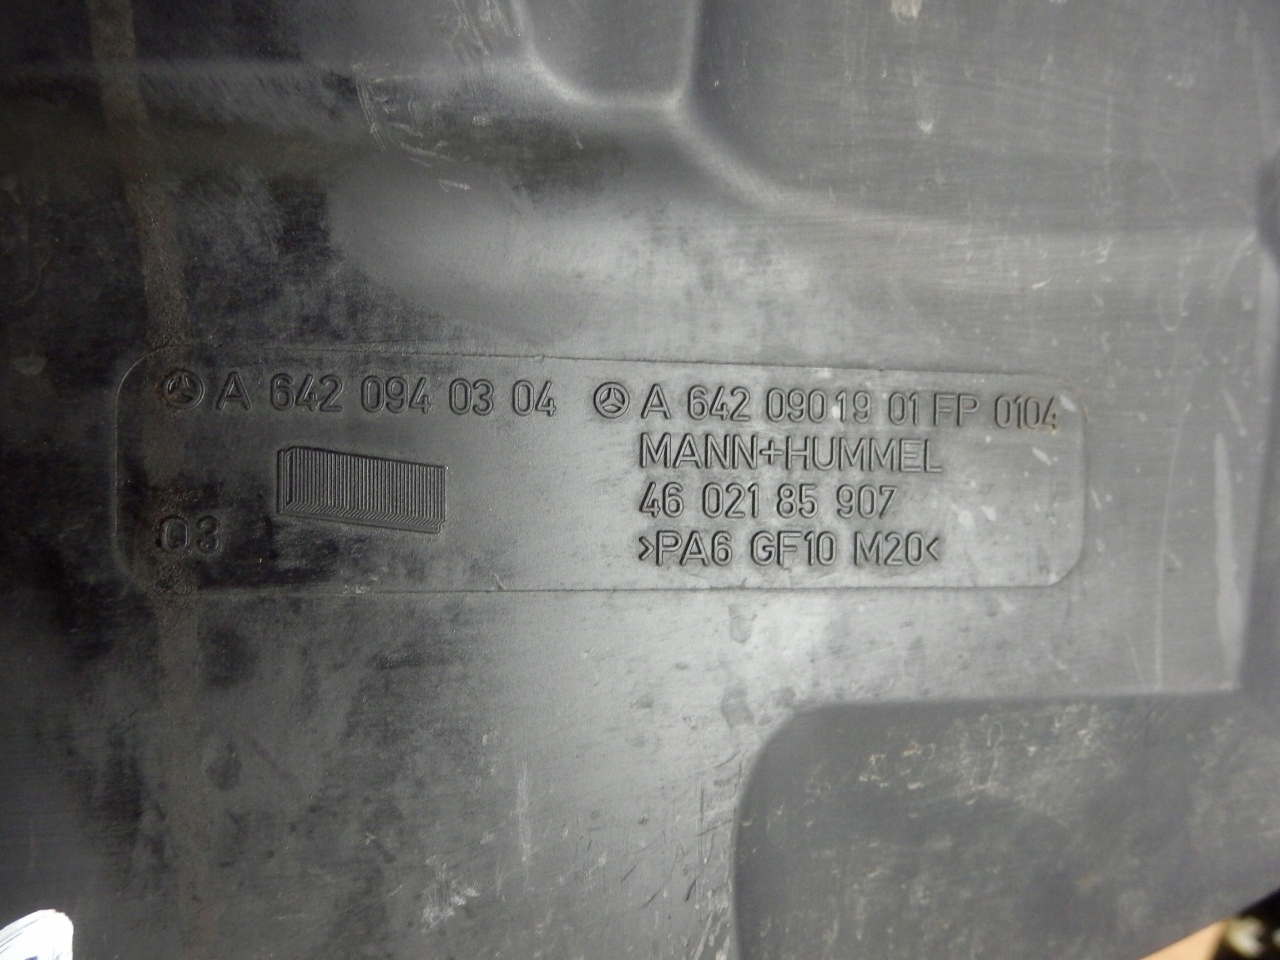 A 642 094 03 04
A 642 090 19 01 FP 0104
MANN+HUMMEL
46 021 85 907
>PA6 GF10 M20<
03